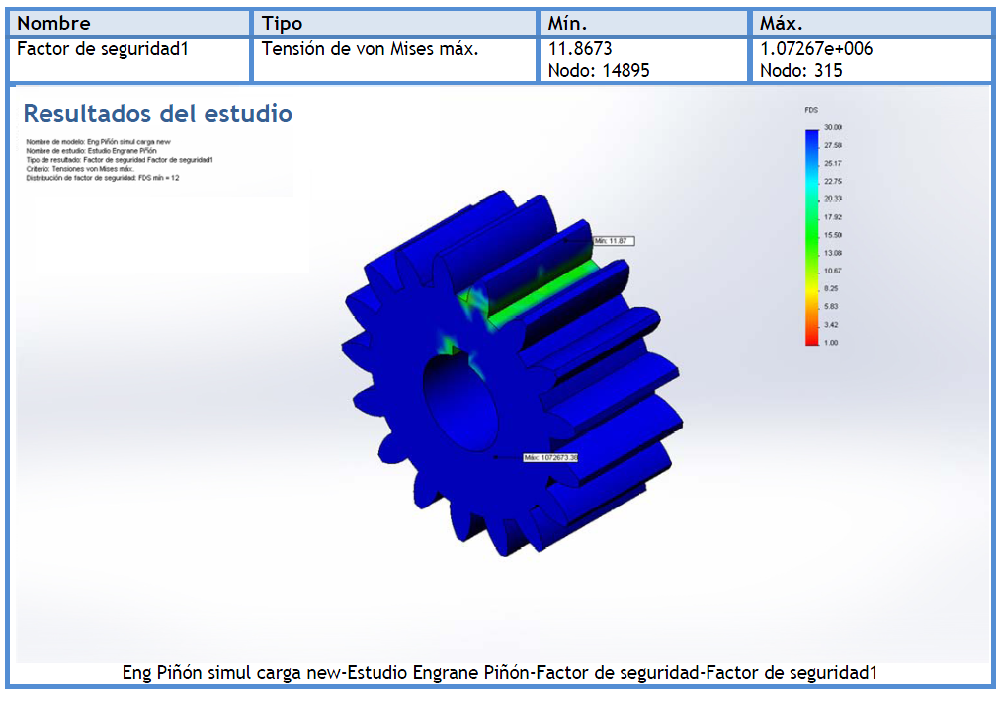 Nombre Tipo Mín. Máx.
Factor de seguridad1 Tensión de von Mises máx. 11.8673 1.07267e+006
Nodo: 14895 Nodo: 315
Resultados del estudio
Nombre de modelo: Eng Piñón simul carga new
Nombre de estudio: Estudio Engrane Piñón
Tipo de resultado: Factor de seguridad Factor de seguridad1
Criterio: Tensiones von Mises máx.
Distribución de factor de seguridad: FDS mín = 12
FDS
30.00
27.58
25.17
22.75
20.33
17.92
15.50
13.08
10.67
8.25
5.83
3.42
1.00
Mín: 11.87
Máx: 1072673.38
Eng Piñón simul carga new-Estudio Engrane Piñón-Factor de seguridad-Factor de seguridad1